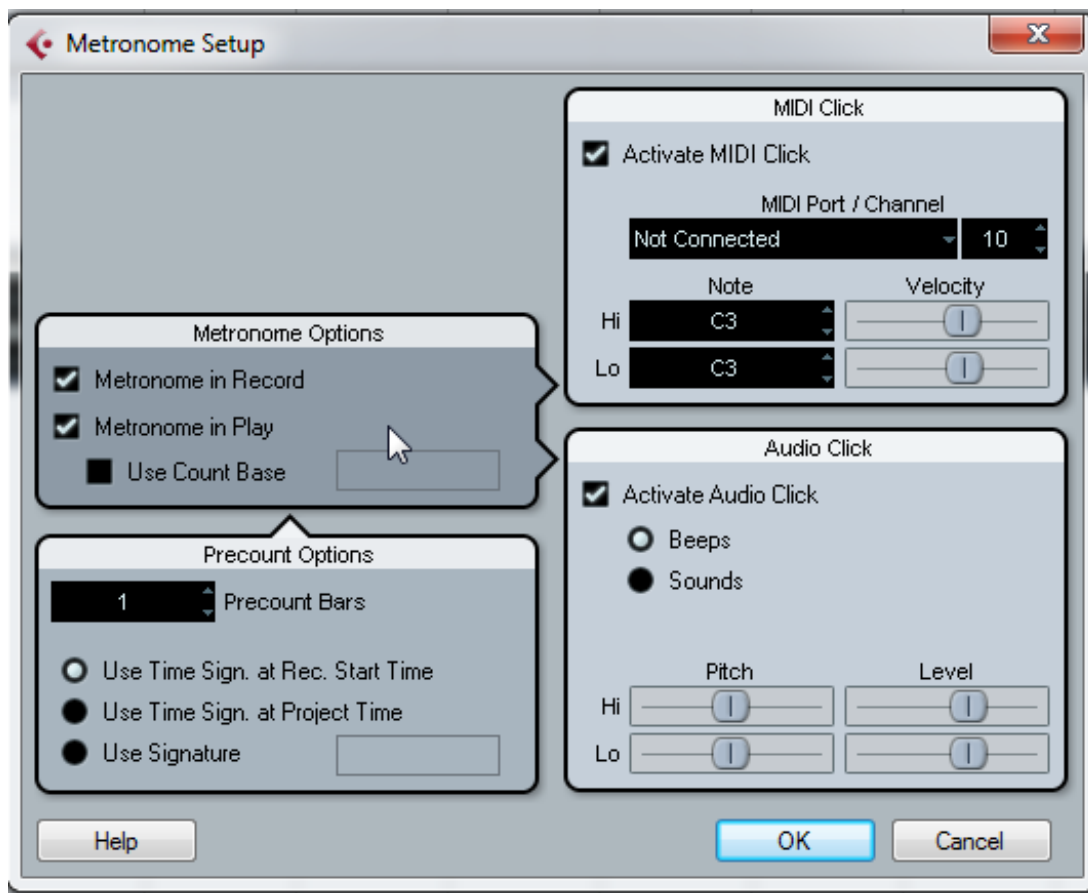 Metronome Setup
MIDI Click
Activate MIDI Click
MIDI Port / Channel
Not Connected 10
Note Velocity
Hi C3
Lo C3
Metronome Options
Metronome in Record
Metronome in Play
Use Count Base
Audio Click
Activate Audio Click
Beeps
Sounds
Pitch Level
Hi
Lo
Precount Options
1 Precount Bars
Use Time Sign. at Rec. Start Time
Use Time Sign. at Project Time
Use Signature
Help OK Cancel